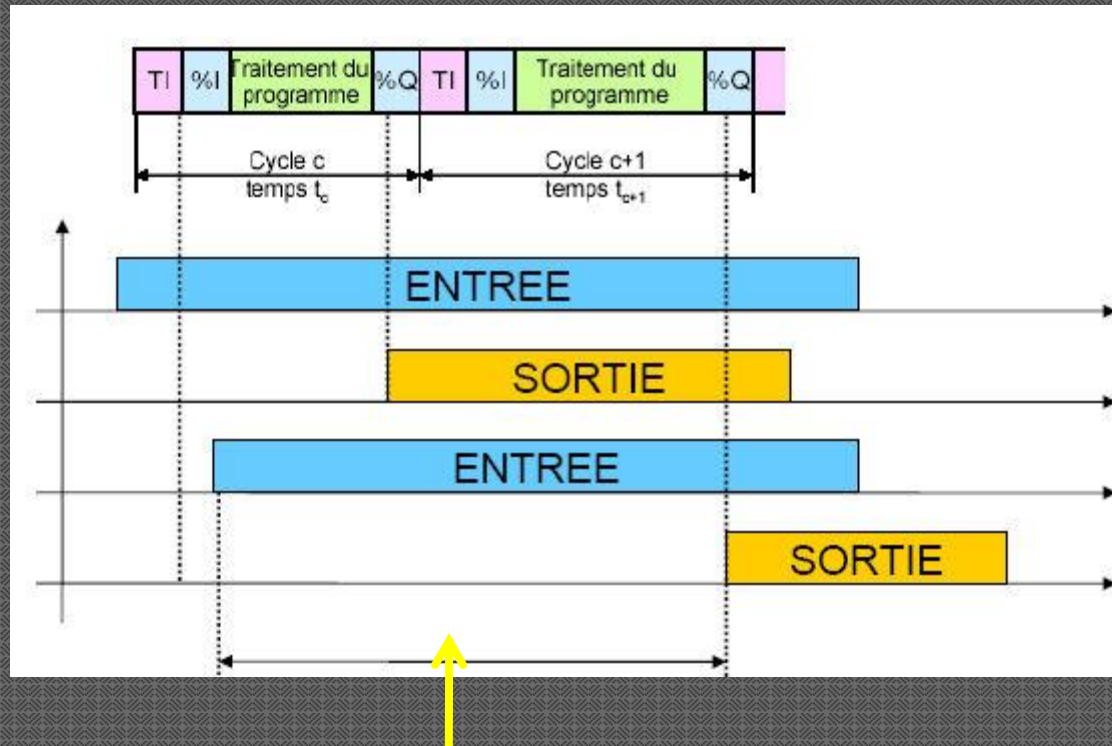 TI %I Traitement du programme %Q TI %I Traitement du programme %Q
Cycle c
temps tc
Cycle c+1
temps tc+1
ENTREE
SORTIE
ENTREE
SORTIE